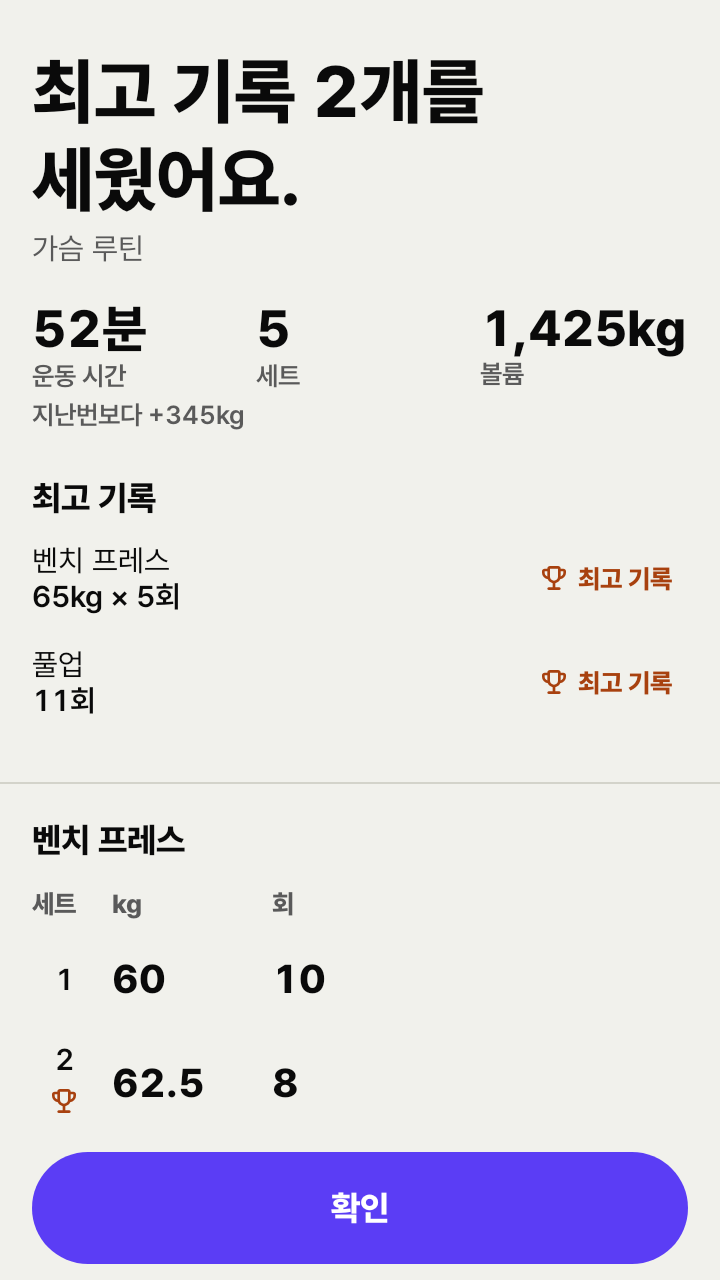 최고 기록 2개를
세웠어요.
가슴 루틴
52분 5 1,425kg
운동 시간 세트 볼륨
지난번보다 +345kg
최고 기록
벤치 프레스
65kg × 5회 최고 기록
풀업
11회 최고 기록
벤치 프레스
세트 kg 회
1 60 10
2 62.5 8
확인